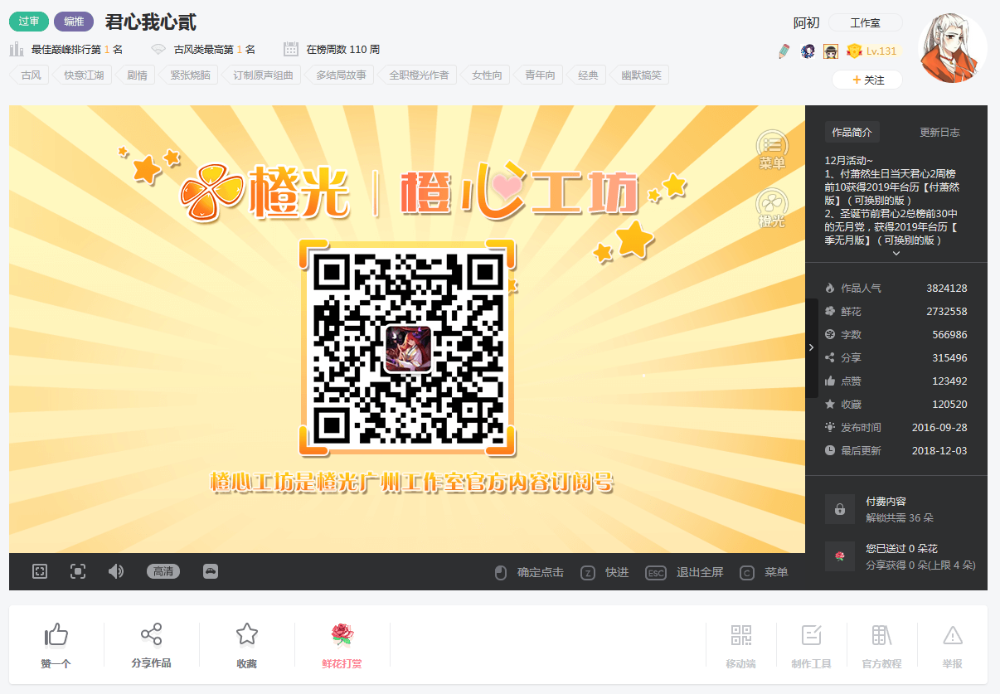 过审 编推 君心我心贰
阿初 工作室
最佳巅峰排行第 1 名 古风类最高第 1 名 在榜周数 110 周
Lv.131
古风 快意江湖 剧情 紧张烧脑 订制原声组曲 多结局故事 全职橙光作者 女性向 青年向 经典 幽默搞笑
+ 关注
菜单
橙光
橙光 | 橙心工坊
橙心工坊是橙光广州工作室官方内容订阅号
作品简介 更新日志
12月活动~
1、付萧然生日当天君心2周榜
前10获得2019年台历【付萧然
版】（可换别的版）
2、圣诞节前君心2总榜前30中
的无月党，获得2019年台历【
季无月版】（可换别的版）
作品人气 3824128
鲜花 2732558
字数 566986
分享 315496
点赞 123492
收藏 120520
发布时间 2016-09-28
最后更新 2018-12-03
付费内容
解锁共需 36 朵
您已送过 0 朵花
分享获得 0 朵(上限 4 朵)
高清 确定点击 Z 快进 ESC 退出全屏 C 菜单
赞一个 分享作品 收藏 鲜花打赏 移动端 制作工具 官方教程 举报